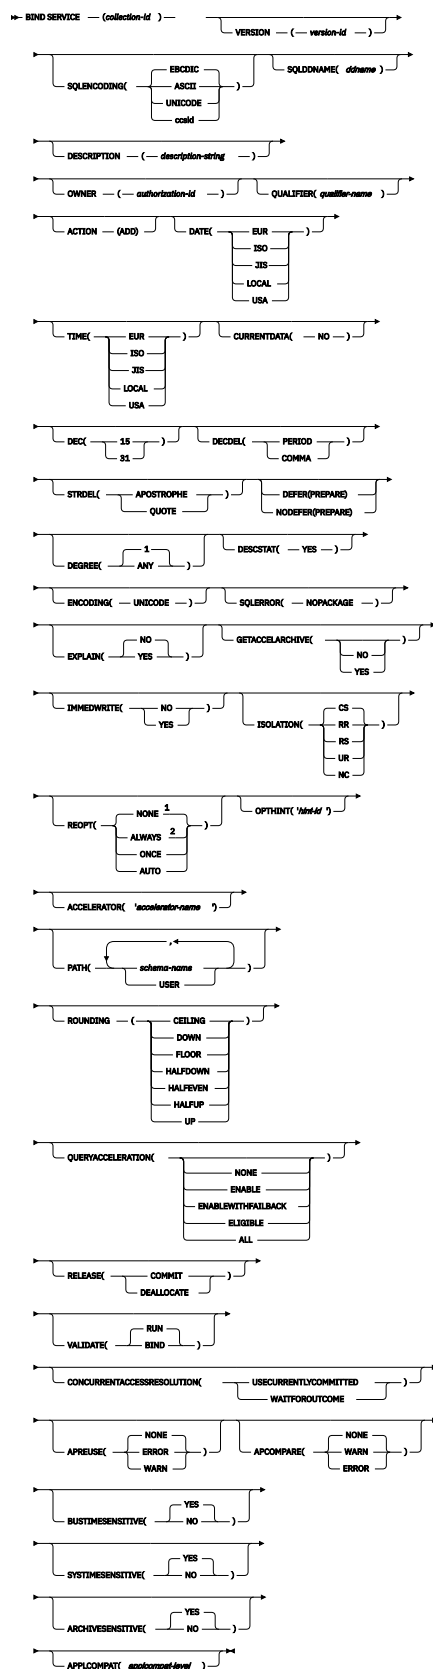 BIND SERVICE (collection-id)
VERSION ( version-id )
EBCDIC
SQLENCODING( ASCII )
UNICODE
ccsid
SQLDDNAME( ddname )
DESCRIPTION ( description-string )
OWNER ( authorization-id )
QUALIFIER( qualifier-name )
ACTION (ADD)
DATE( EUR )
ISO
JIS
LOCAL
USA
TIME( EUR )
ISO
JIS
LOCAL
USA
CURRENTDATA( NO )
DEC( 15 )
31
DECDEL( PERIOD )
COMMA
STRDEL( APOSTROPHE )
QUOTE
DEFER(PREPARE)
NODEFER(PREPARE)
1
DEGREE( ANY )
DESCSTAT( YES )
ENCODING( UNICODE )
SQLERROR( NOPACKAGE )
NO
EXPLAIN( YES )
GETACCELARCHIVE( )
NO
YES
IMMEDWRITE( NO )
YES
CS
ISOLATION( RR )
RS
UR
NC
NONE 1
REOPT( ALWAYS 2 )
ONCE
AUTO
OPTHINT( 'hint-id ')
ACCELERATOR( 'accelerator-name ')
,
PATH( schema-name )
USER
ROUNDING ( CEILING )
DOWN
FLOOR
HALFDOWN
HALFEVEN
HALFUP
UP
QUERYACCELERATION( )
NONE
ENABLE
ENABLEWITHFAILBACK
ELIGIBLE
ALL
RELEASE( COMMIT )
DEALLOCATE
RUN
VALIDATE( BIND )
CONCURRENTACCESSRESOLUTION( USECURRENTLYCOMMITTED )
WAITFOROUTCOME
NONE
APREUSE( ERROR )
WARN
NONE
APCOMPARE( WARN )
ERROR
YES
BUSTIMESENSITIVE( NO )
YES
SYSTIMESENSITIVE( NO )
YES
ARCHIVESENSITIVE( NO )
APPLCOMPAT( applcompat-level )